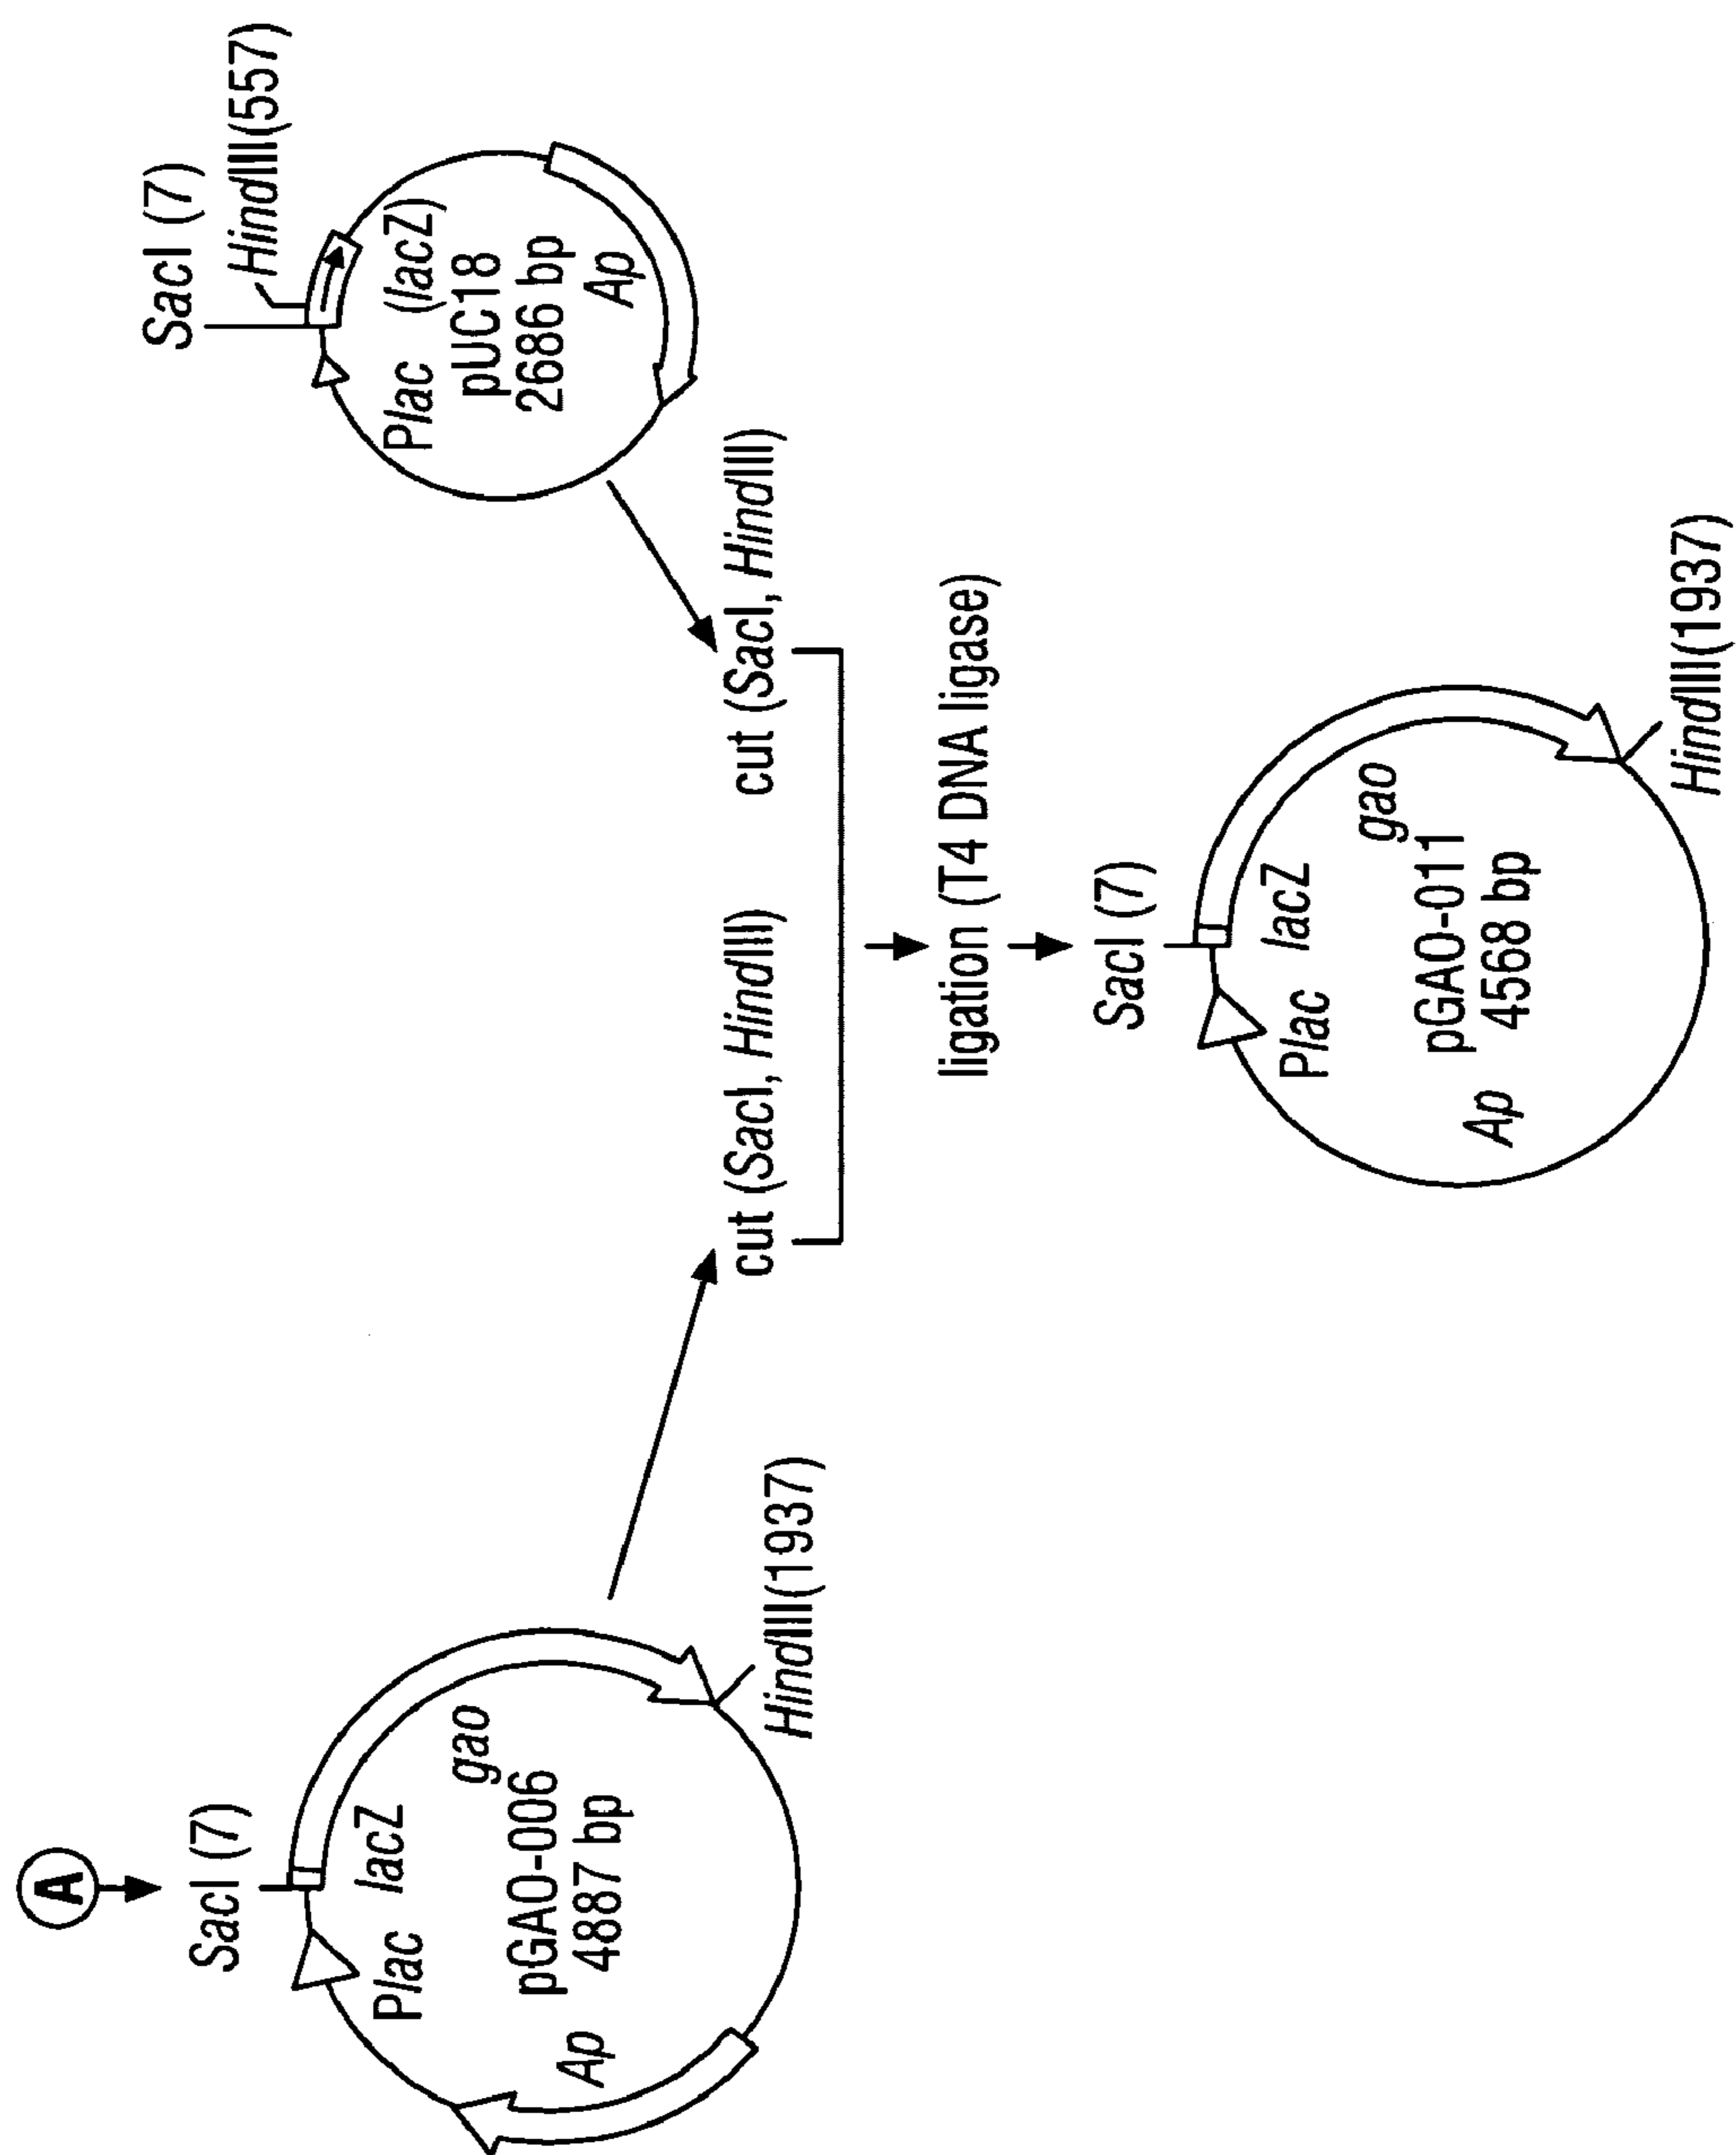 A
SacI (7)
Plac lacZ
gao
pGAO-006
4887 bp
Ap
HindIII(1937)
SacI (7)
HindIII(557)
Plac (lacZ)
pUC18
2686 bp
Ap
cut (SacI, HindIII)
cut (SacI, HindIII)
ligation (T4 DNA ligase)
SacI (7)
Plac lacZ
gao
pGAO-011
4568 bp
Ap
HindIII(1937)